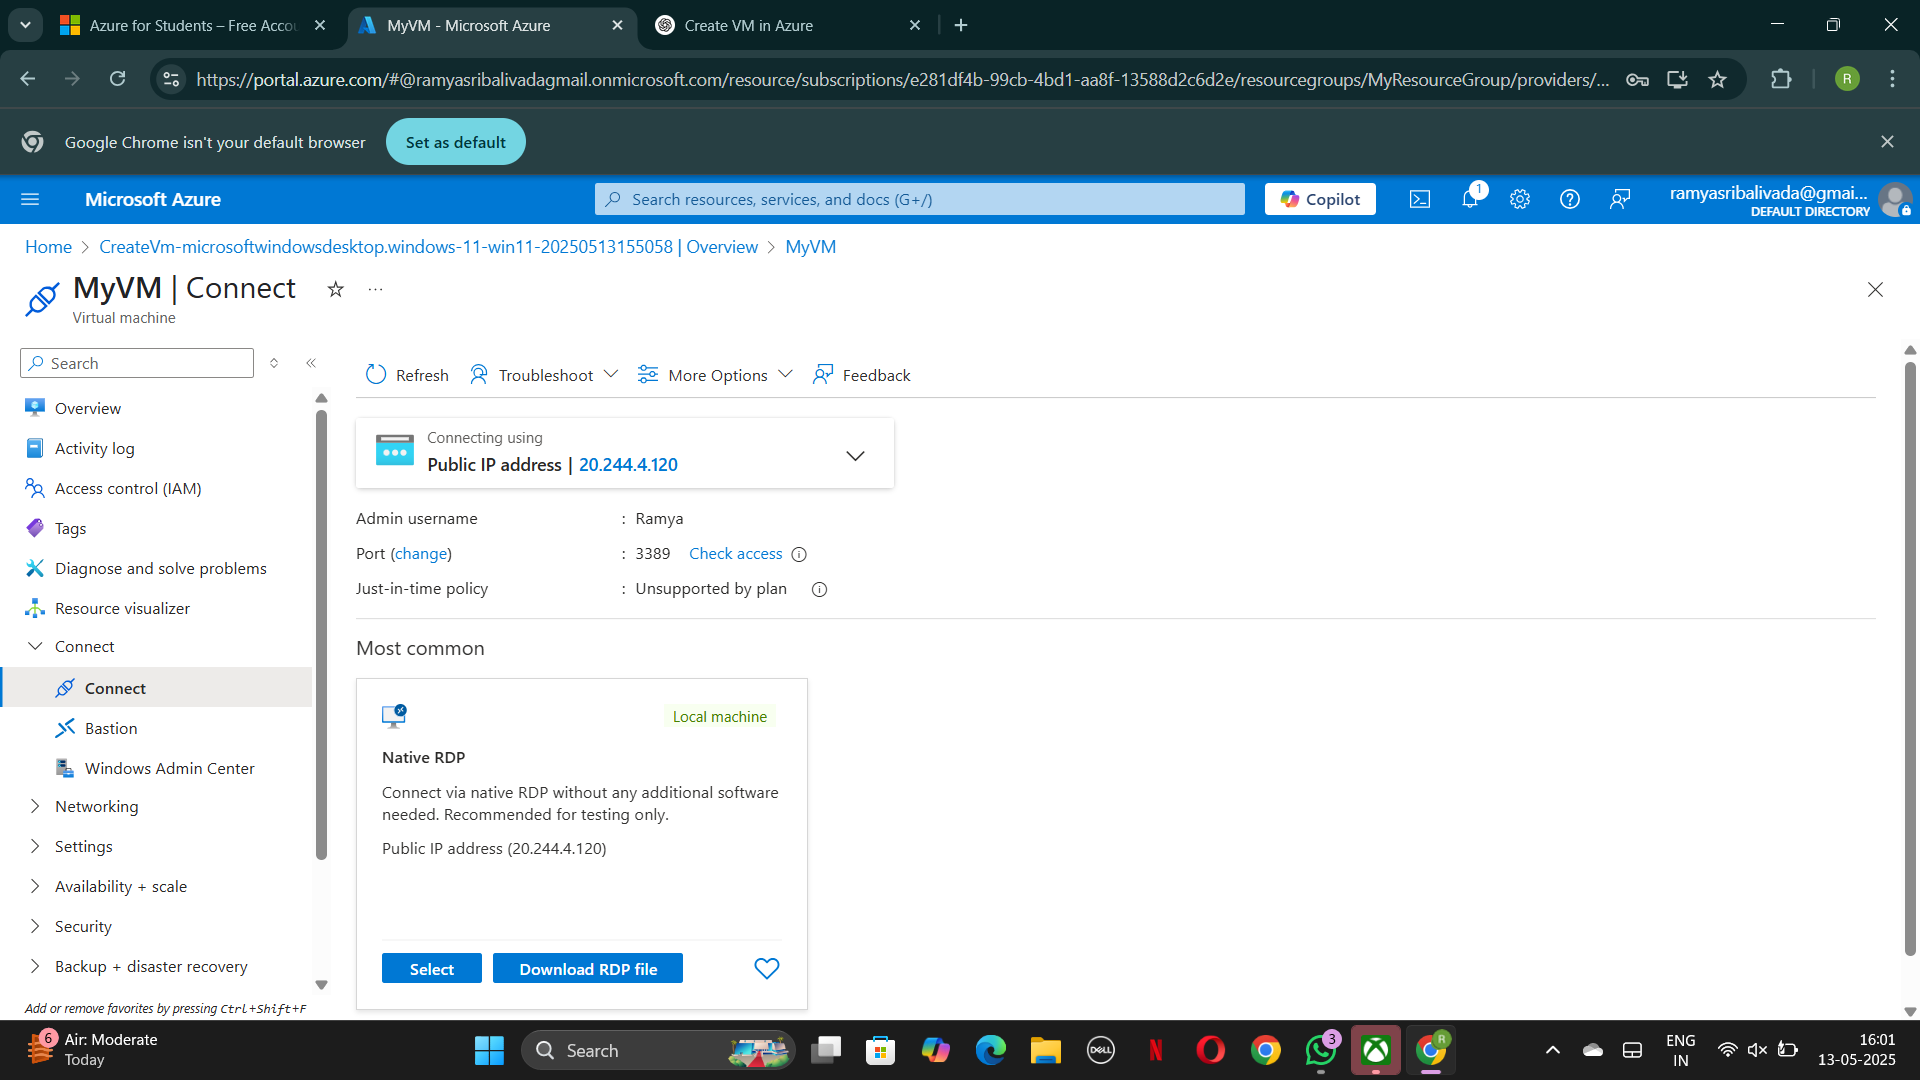 Azure for Students – Free Accou
MyVM - Microsoft Azure
Create VM in Azure
https://portal.azure.com/#@ramyasribalivadagmail.onmicrosoft.com/resource/subscriptions/e281df4b-99cb-4bd1-aa8f-13588d2c6d2e/resourcegroups/MyResourceGroup/providers/...
R
Google Chrome isn't your default browser
Set as default
Microsoft Azure
Search resources, services, and docs (G+/)
Copilot
1
ramyasribalivada@gmai...
DEFAULT DIRECTORY
Home > CreateVm-microsoftwindowsdesktop.windows-11-win11-20250513155058 | Overview > MyVM
MyVM | Connect
Virtual machine
Search
Refresh
Troubleshoot
More Options
Feedback
Overview
Activity log
Access control (IAM)
Tags
Diagnose and solve problems
Resource visualizer
Connect
Connect
Bastion
Windows Admin Center
Networking
Settings
Availability + scale
Security
Backup + disaster recovery
Add or remove favorites by pressing Ctrl+Shift+F
Connecting using
Public IP address | 20.244.4.120
Admin username : Ramya
Port (change) : 3389 Check access
Just-in-time policy : Unsupported by plan
Most common
Local machine
Native RDP
Connect via native RDP without any additional software
needed. Recommended for testing only.
Public IP address (20.244.4.120)
Select
Download RDP file
6
Air: Moderate
Today
Search
DELL
N
3
R
ENG
IN
16:01
13-05-2025